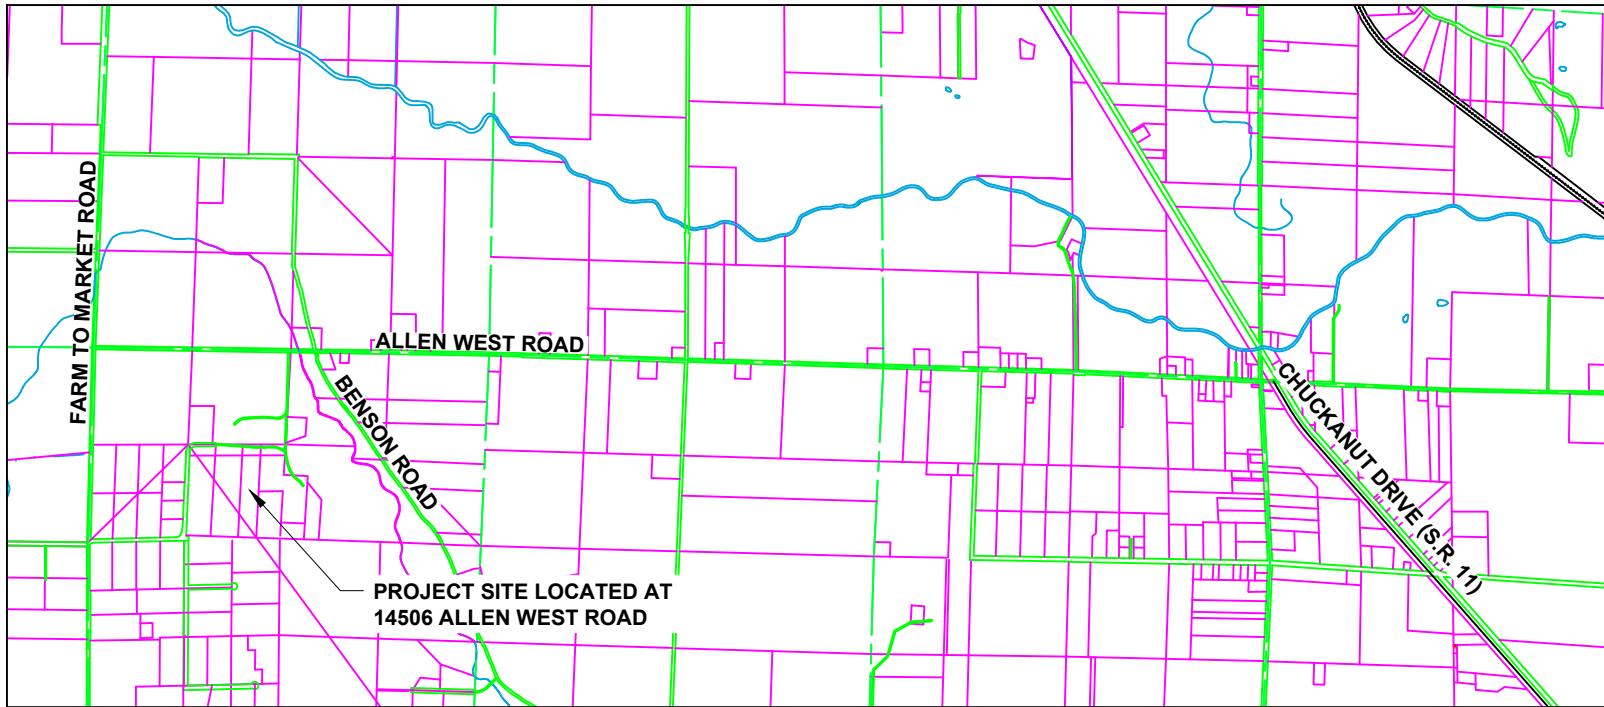 FARM TO MARKET ROAD
ALLEN WEST ROAD
BENSON ROAD
CHUCKANUT DRIVE (S.R. 11)
PROJECT SITE LOCATED AT
14506 ALLEN WEST ROAD